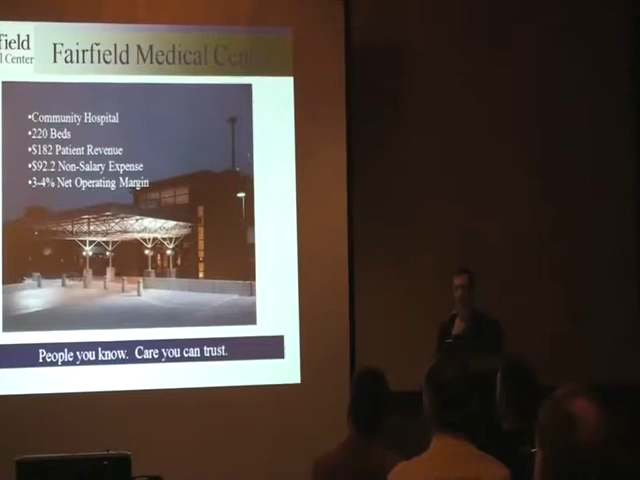 field
l Center
Fairfield Medical Center
•Community Hospital
•220 Beds
•$182 Patient Revenue
•$92.2 Non-Salary Expense
•3-4% Net Operating Margin
People you know. Care you can trust.